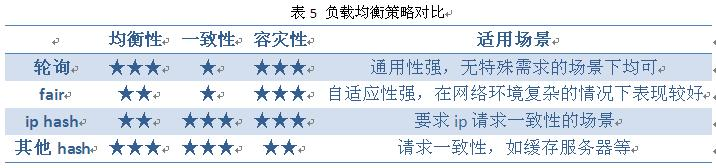 表 5 负载均衡策略对比
均衡性 一致性 容灾性 适用场景
轮询 ★★★ ★ ★★★ 通用性强，无特殊需求的场景下均可
fair ★★ ★ ★★★ 自适应性强，在网络环境复杂的情况下表现较好
ip hash ★★ ★★★ ★★★ 要求 ip 请求一致性的场景
其他 hash ★★★ ★★★ ★★ 请求一致性，如缓存服务器等